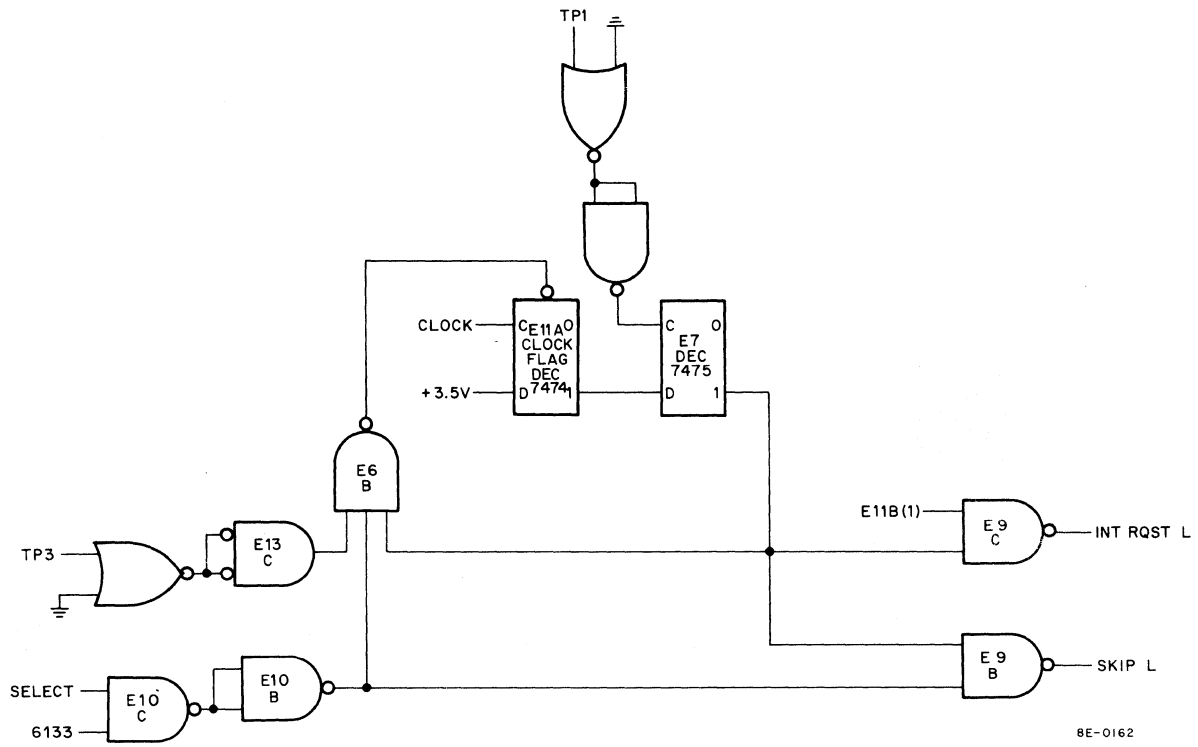 TP1
CLOCK
+3.5V
C E11A O
CLOCK
FLAG
DEC
D 7474 1
C O
E7
DEC
7475
D 1
E6
B
TP3
E13
C
E11B(1)
E9
C
INT RQST L
SELECT
6133
E10
C
E10
B
E9
B
SKIP L
8E-0162